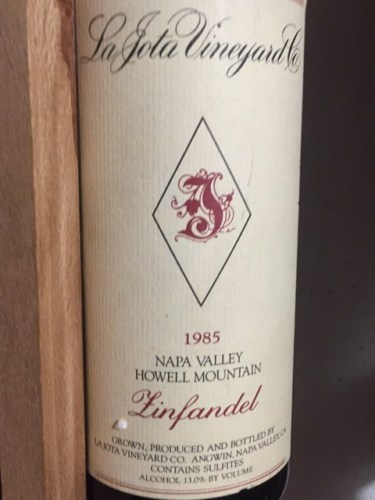 La Jota Vineyard Co
J
1985
NAPA VALLEY
HOWELL MOUNTAIN
Zinfandel
GROWN, PRODUCED AND BOTTLED BY
LA JOTA VINEYARD CO. ANGWIN, NAPA VALLEY, CA
CONTAINS SULFITES
ALCOHOL 13.0% BY VOLUME